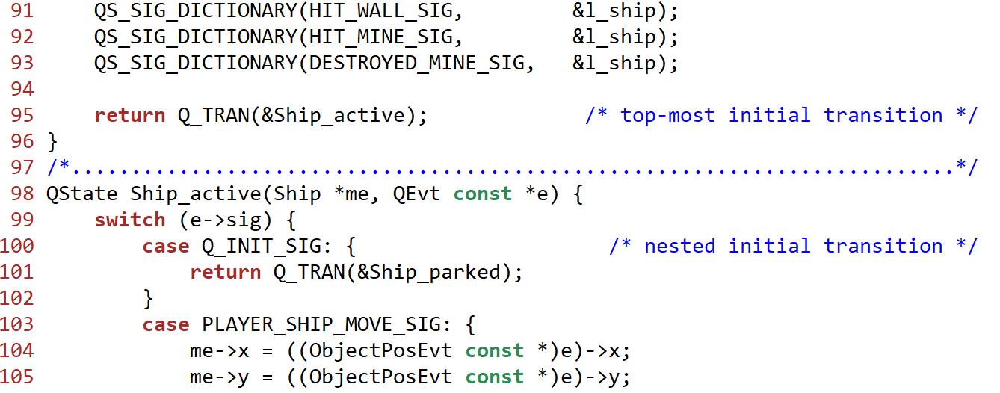 91     QS_SIG_DICTIONARY(HIT_WALL_SIG,         &l_ship);
92     QS_SIG_DICTIONARY(HIT_MINE_SIG,         &l_ship);
93     QS_SIG_DICTIONARY(DESTROYED_MINE_SIG,   &l_ship);
94
95     return Q_TRAN(&Ship_active);             /* top-most initial transition */
96 }
97 /*..........................................................................*/
98 QState Ship_active(Ship *me, QEvt const *e) {
99     switch (e->sig) {
100         case Q_INIT_SIG: {                     /* nested initial transition */
101             return Q_TRAN(&Ship_parked);
102         }
103         case PLAYER_SHIP_MOVE_SIG: {
104             me->x = ((ObjectPosEvt const *)e)->x;
105             me->y = ((ObjectPosEvt const *)e)->y;